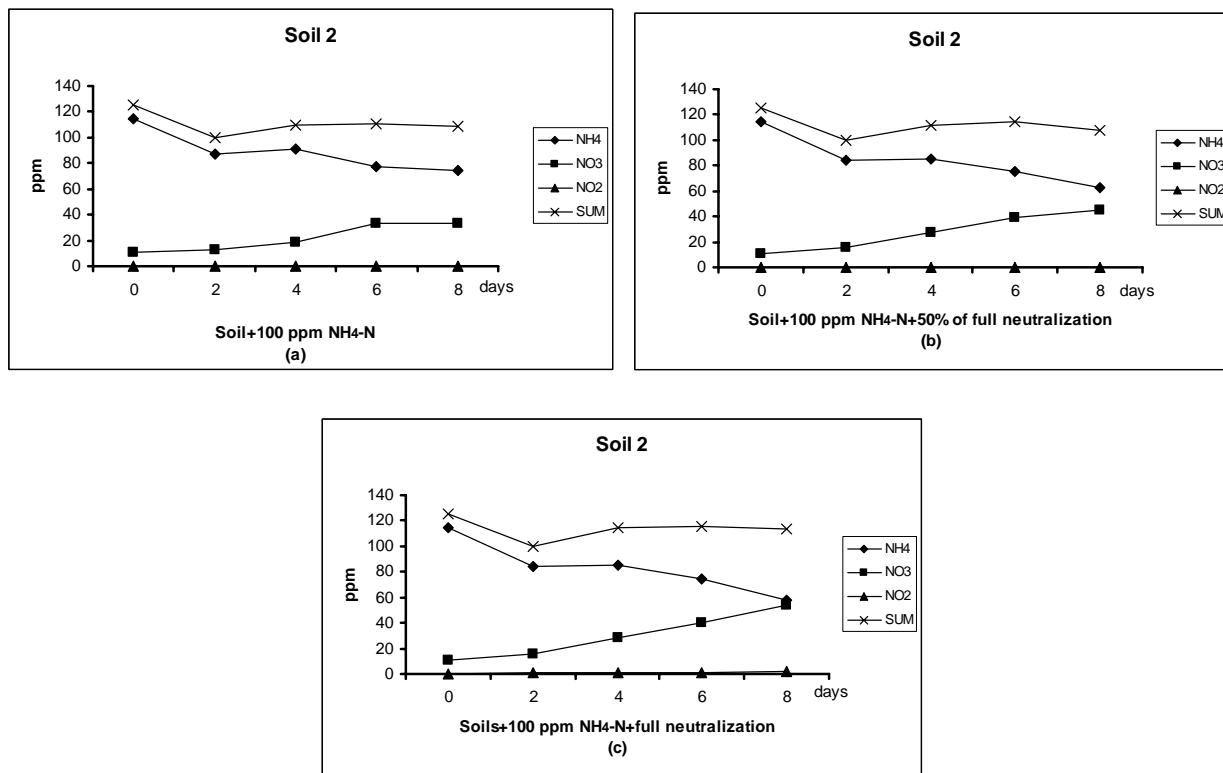 Soil 2
140
120
100
80
60
40
20
0
ppm
0 2 4 6 8 days
NH4
NO3
NO2
SUM
Soil+100 ppm NH4-N
(a)
Soil 2
140
120
100
80
60
40
20
0
ppm
0 2 4 6 8 days
NH4
NO3
NO2
SUM
Soil+100 ppm NH4-N+50% of full neutralization
(b)
Soil 2
140
120
100
80
60
40
20
0
ppm
0 2 4 6 8 days
NH4
NO3
NO2
SUM
Soils+100 ppm NH4-N+full neutralization
(c)